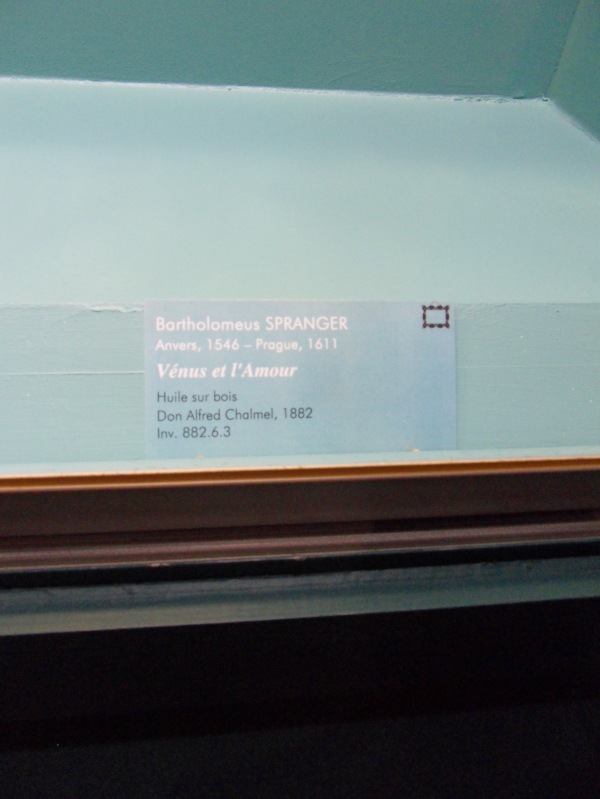 Bartholomeus SPRANGER
Anvers, 1546 – Prague, 1611
Vénus et l'Amour
Huile sur bois
Don Alfred Chalmel, 1882
Inv. 882.6.3